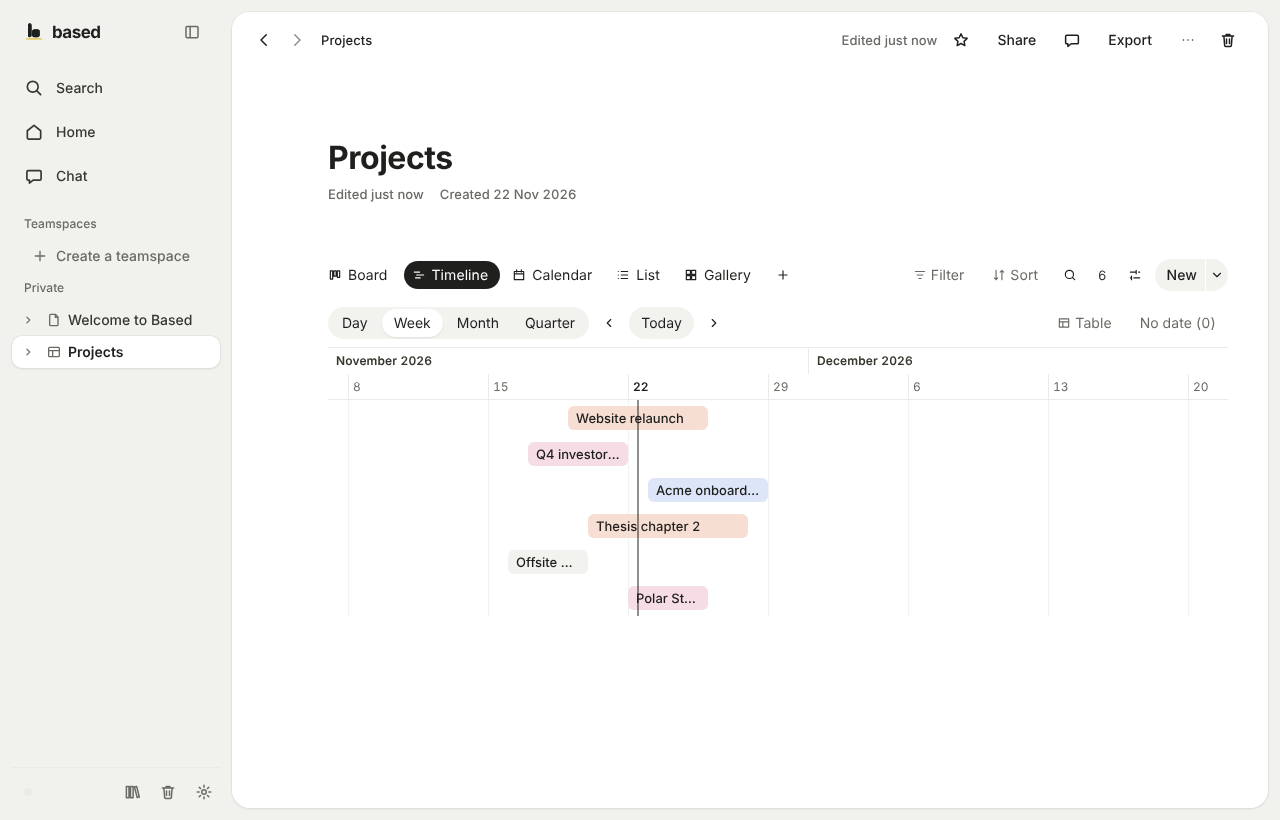 based
Search
Home
Chat
Teamspaces
Create a teamspace
Private
Welcome to Based
Projects
Projects
Edited just now
Share
Export
Projects
Edited just now Created 22 Nov 2026
Board Timeline Calendar List Gallery
Filter Sort 6 New
Day Week Month Quarter Today
Table No date (0)
November 2026 December 2026
8 15 22 29 6 13 20
Website relaunch
Q4 investor...
Acme onboard...
Thesis chapter 2
Offsite ...
Polar St...